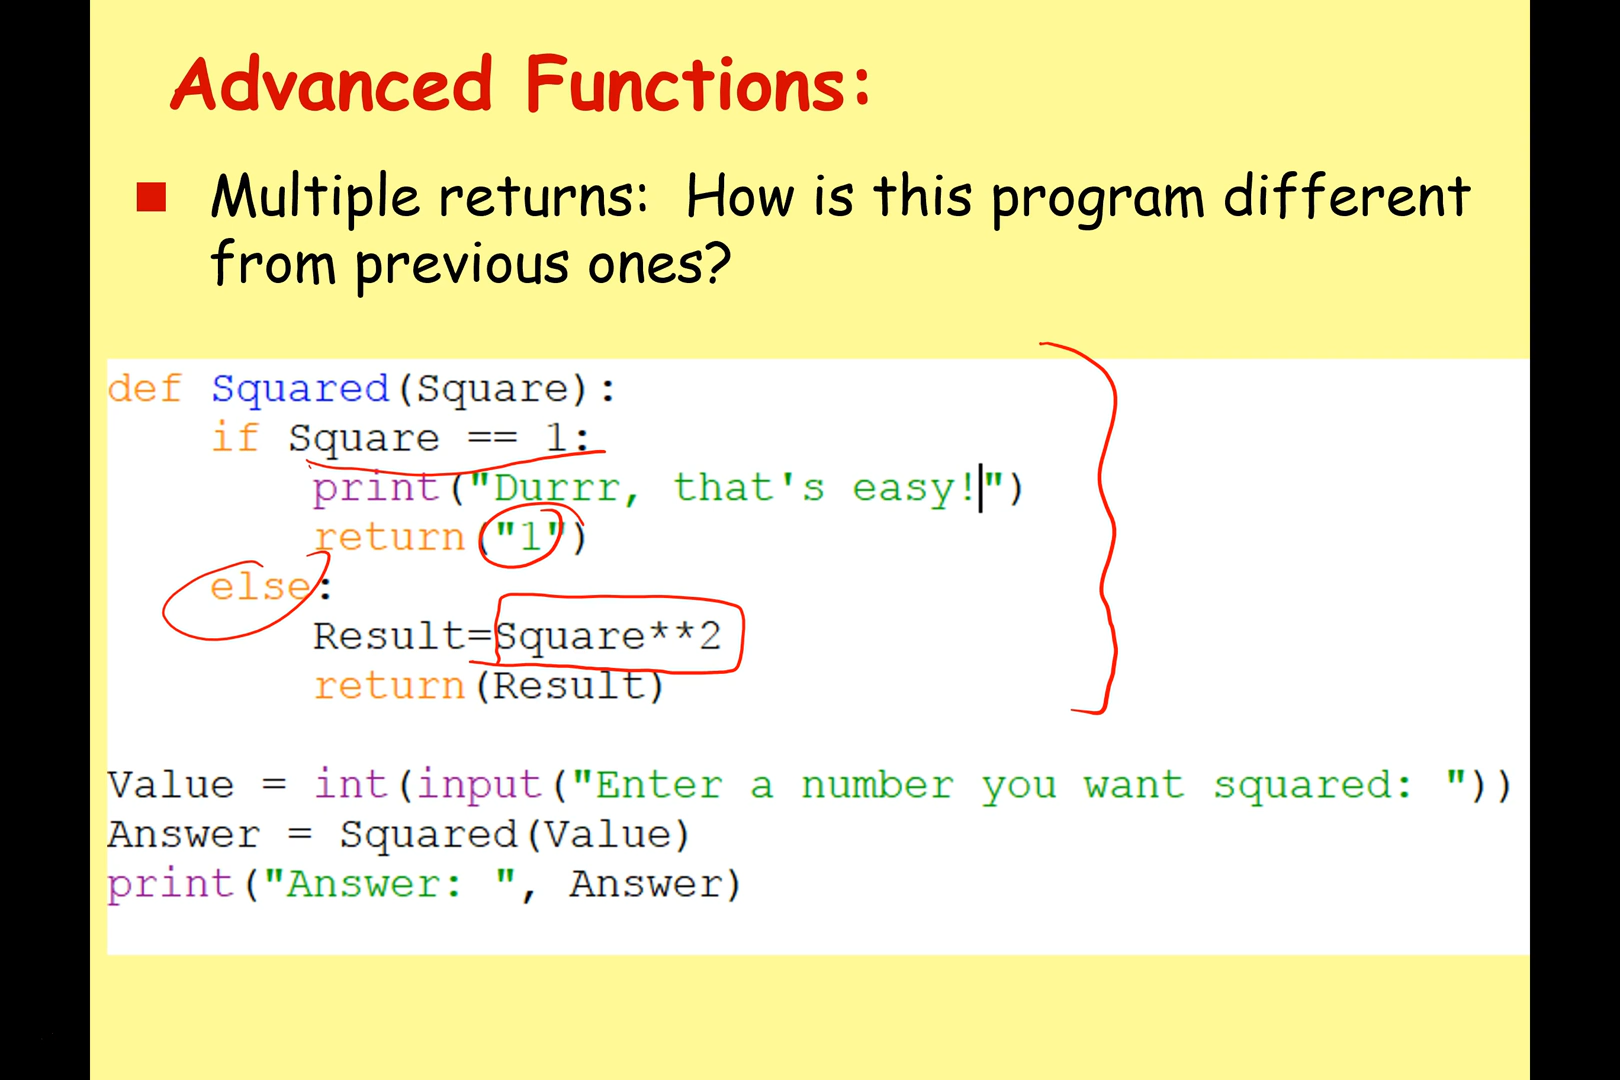 Advanced Functions:
Multiple returns: How is this program different
from previous ones?
def Squared(Square):
    if Square == 1:
        print("Durrr, that's easy!")
        return("1")
    else:
        Result=Square**2
        return(Result)
Value = int(input("Enter a number you want squared: "))
Answer = Squared(Value)
print("Answer: ", Answer)